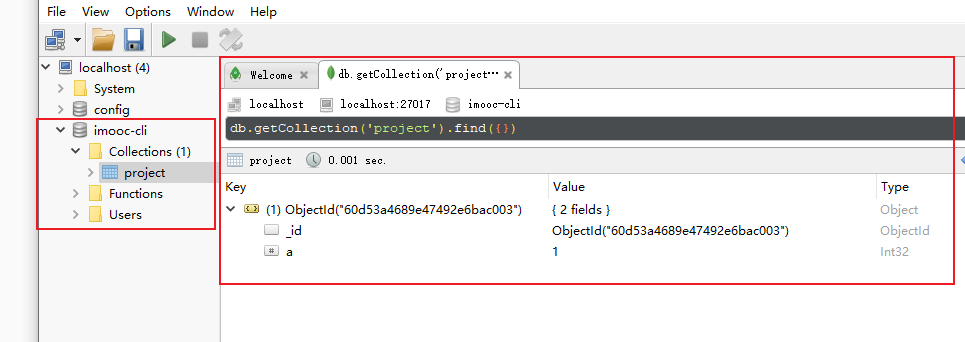 File View Options Window Help
localhost (4)
System
config
imooc-cli
Collections (1)
project
Functions
Users
Welcome
db.getCollection('project…
localhost localhost:27017 imooc-cli
db.getCollection('project').find({})
project 0.001 sec.
Key Value Type
(1) ObjectId("60d53a4689e47492e6bac003") { 2 fields } Object
_id ObjectId("60d53a4689e47492e6bac003") ObjectId
a 1 Int32